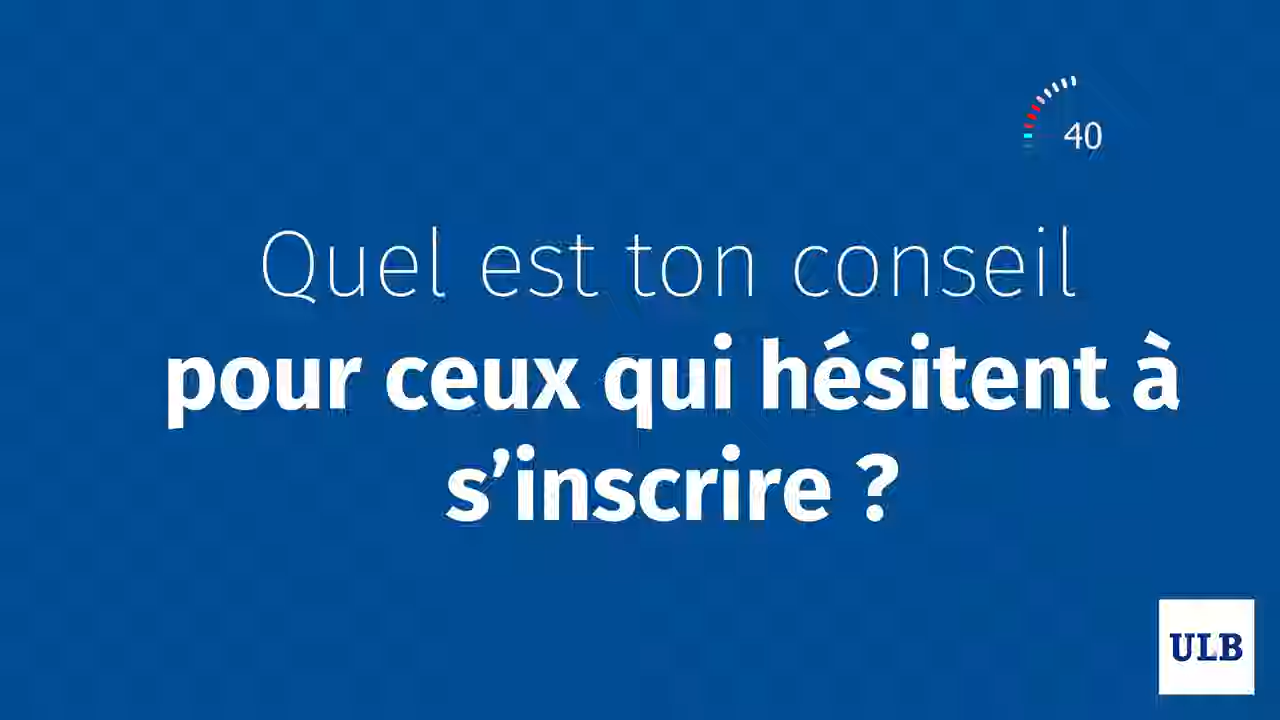 40
Quel est ton conseil
pour ceux qui hésitent à
s’inscrire ?
ULB